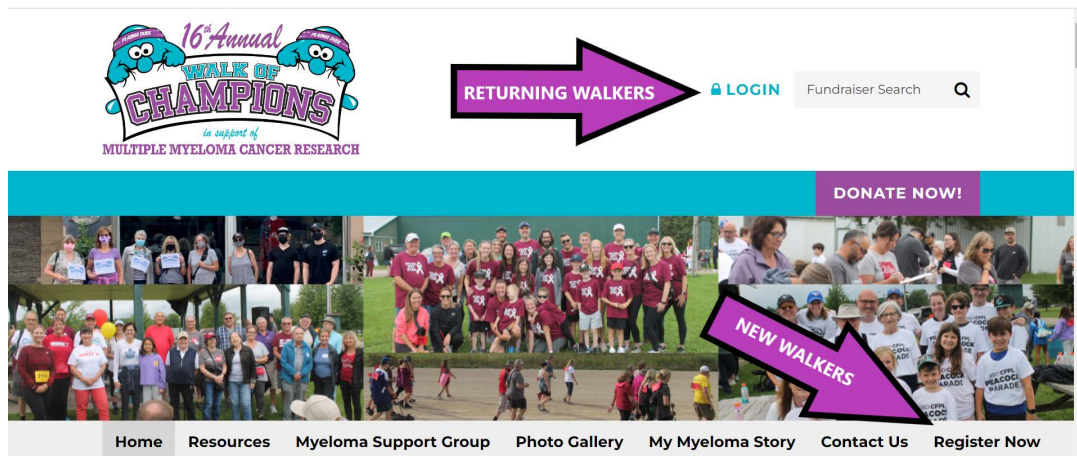 PLASMA DUDE
16th Annual
PLASMA DUDE
WALK OF
CHAMPIONS
in support of
MULTIPLE MYELOMA CANCER RESEARCH
RETURNING WALKERS
LOGIN
Fundraiser Search
DONATE NOW!
NEW WALKERS
CFPL
PEACOCK
PARADE
Home Resources Myeloma Support Group Photo Gallery My Myeloma Story Contact Us Register Now